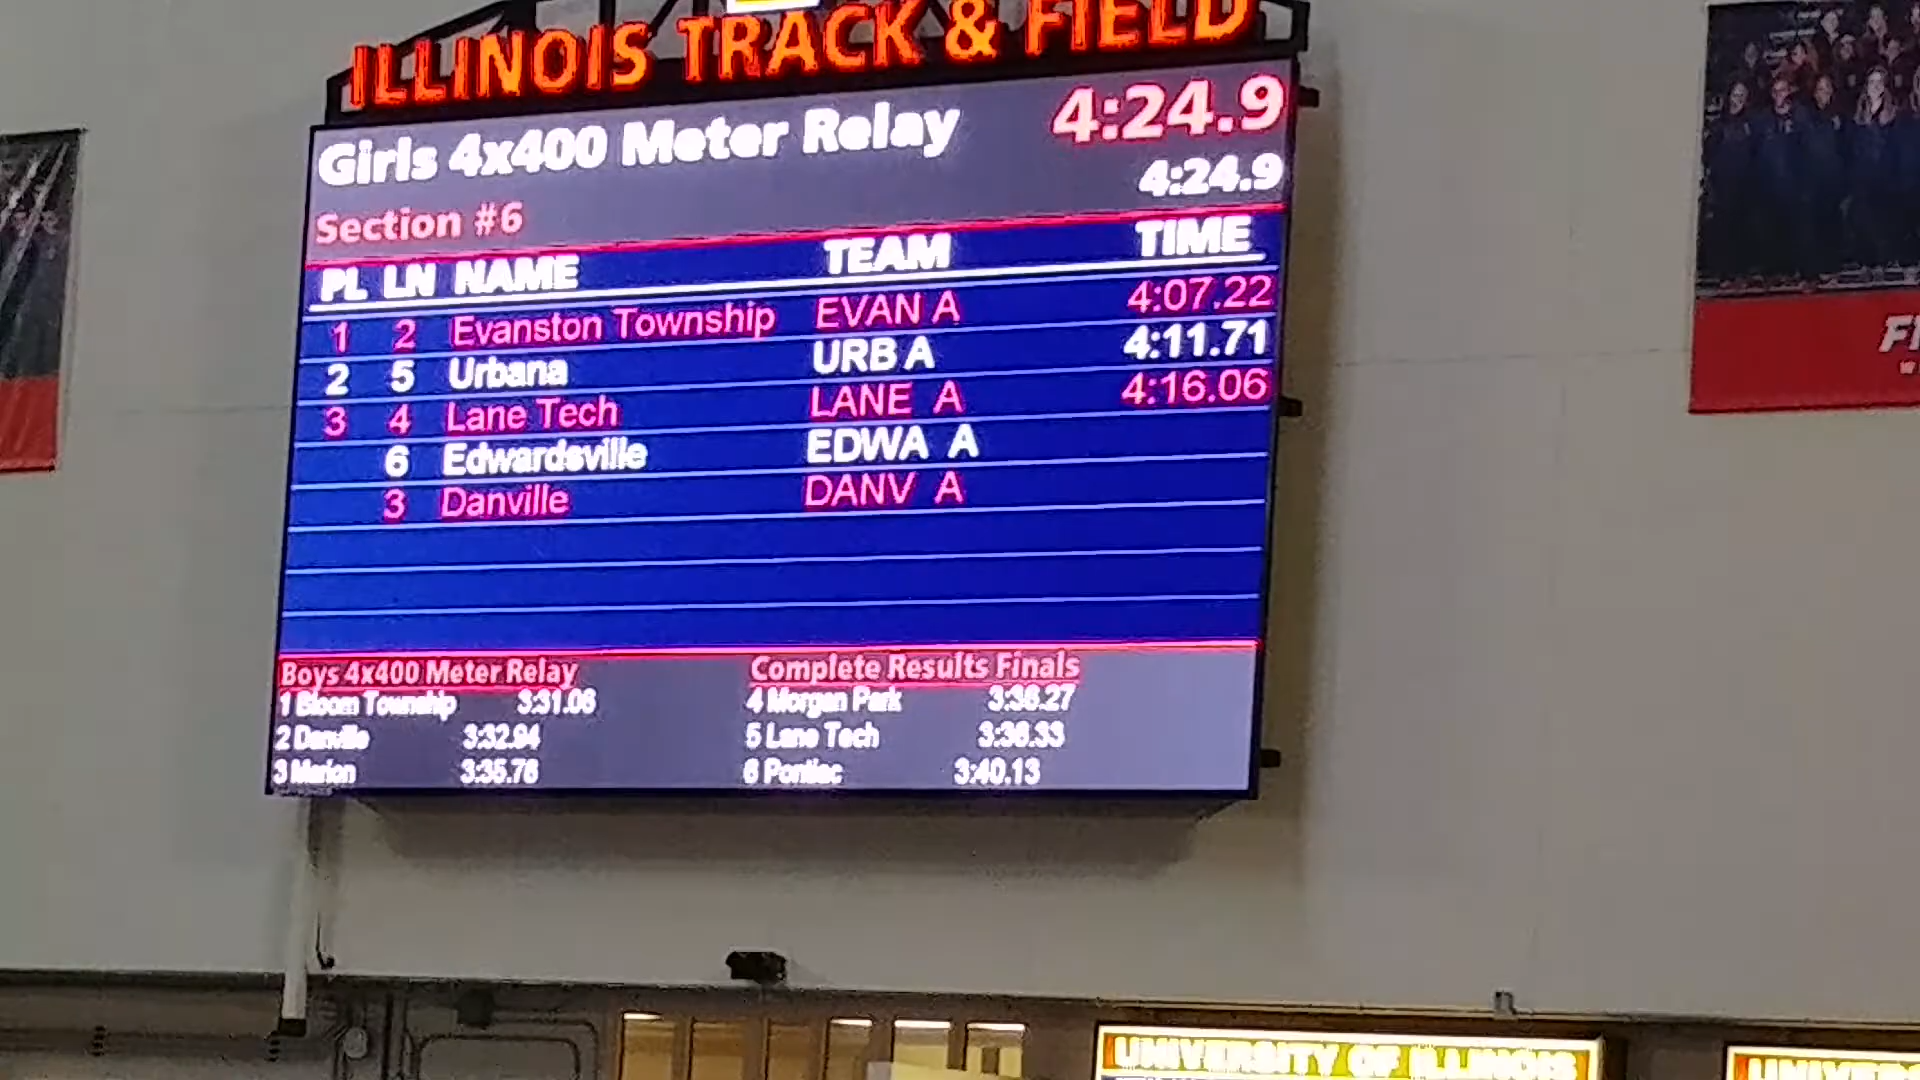 ILLINOIS TRACK & FIELD
Girls 4x400 Meter Relay 4:24.9
4:24.9
Section #6
PL LN NAME TEAM TIME
1 2 Evanston Township EVAN A 4:07.22
2 5 Urbana URB A 4:11.71
3 4 Lane Tech LANE A 4:16.06
6 Edwardsville EDWA A
3 Danville DANV A
Boys 4x400 Meter Relay Complete Results Finals
1 Bloom Township 3:31.06 4 Morgan Park 3:36.27
2 Danville 3:32.94 5 Lane Tech 3:36.33
3 Marion 3:35.76 6 Pontiac 3:40.13
UNIVERSITY OF ILLINOIS